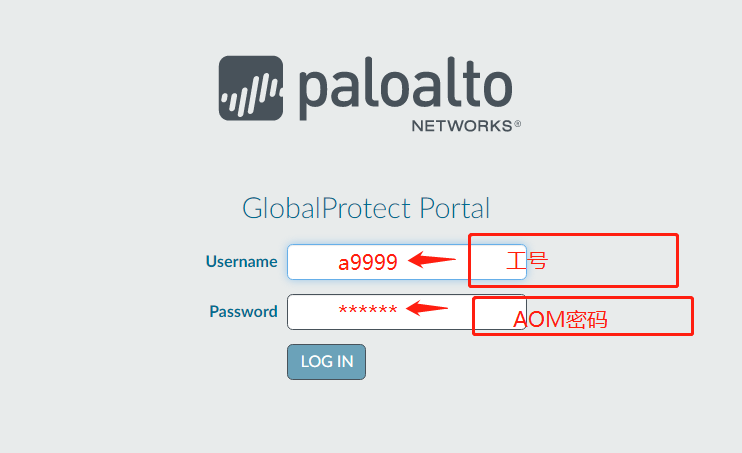 paloalto
NETWORKS®
GlobalProtect Portal
Username a9999 工号
Password ****** AOM密码
LOG IN